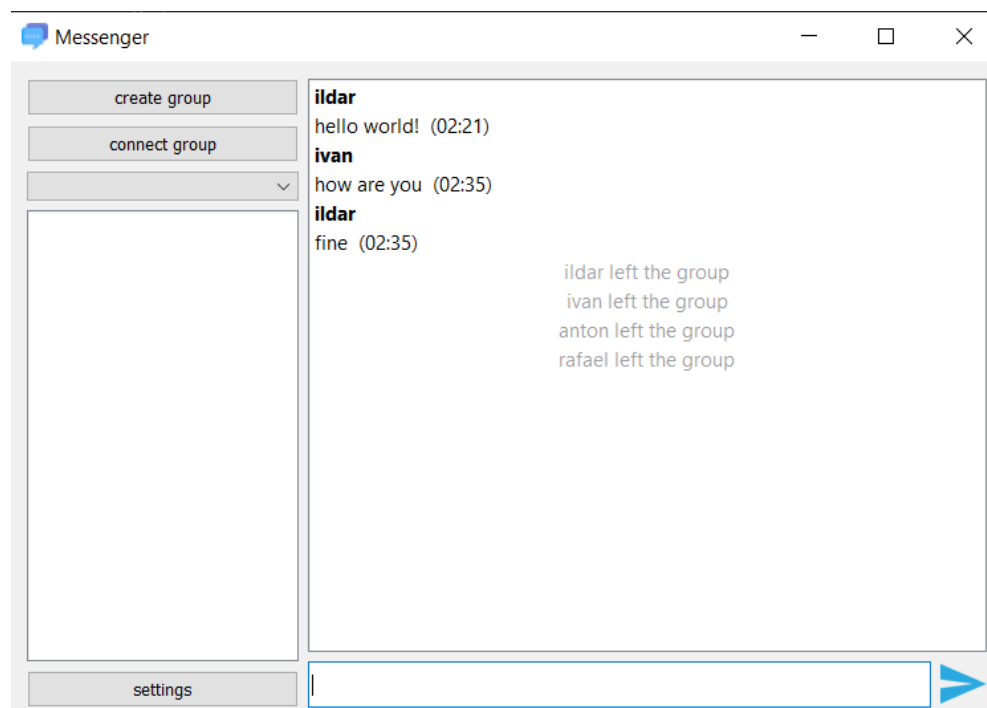 Messenger
create group
connect group
settings
ildar
hello world!  (02:21)
ivan
how are you  (02:35)
ildar
fine  (02:35)
ildar left the group
ivan left the group
anton left the group
rafael left the group